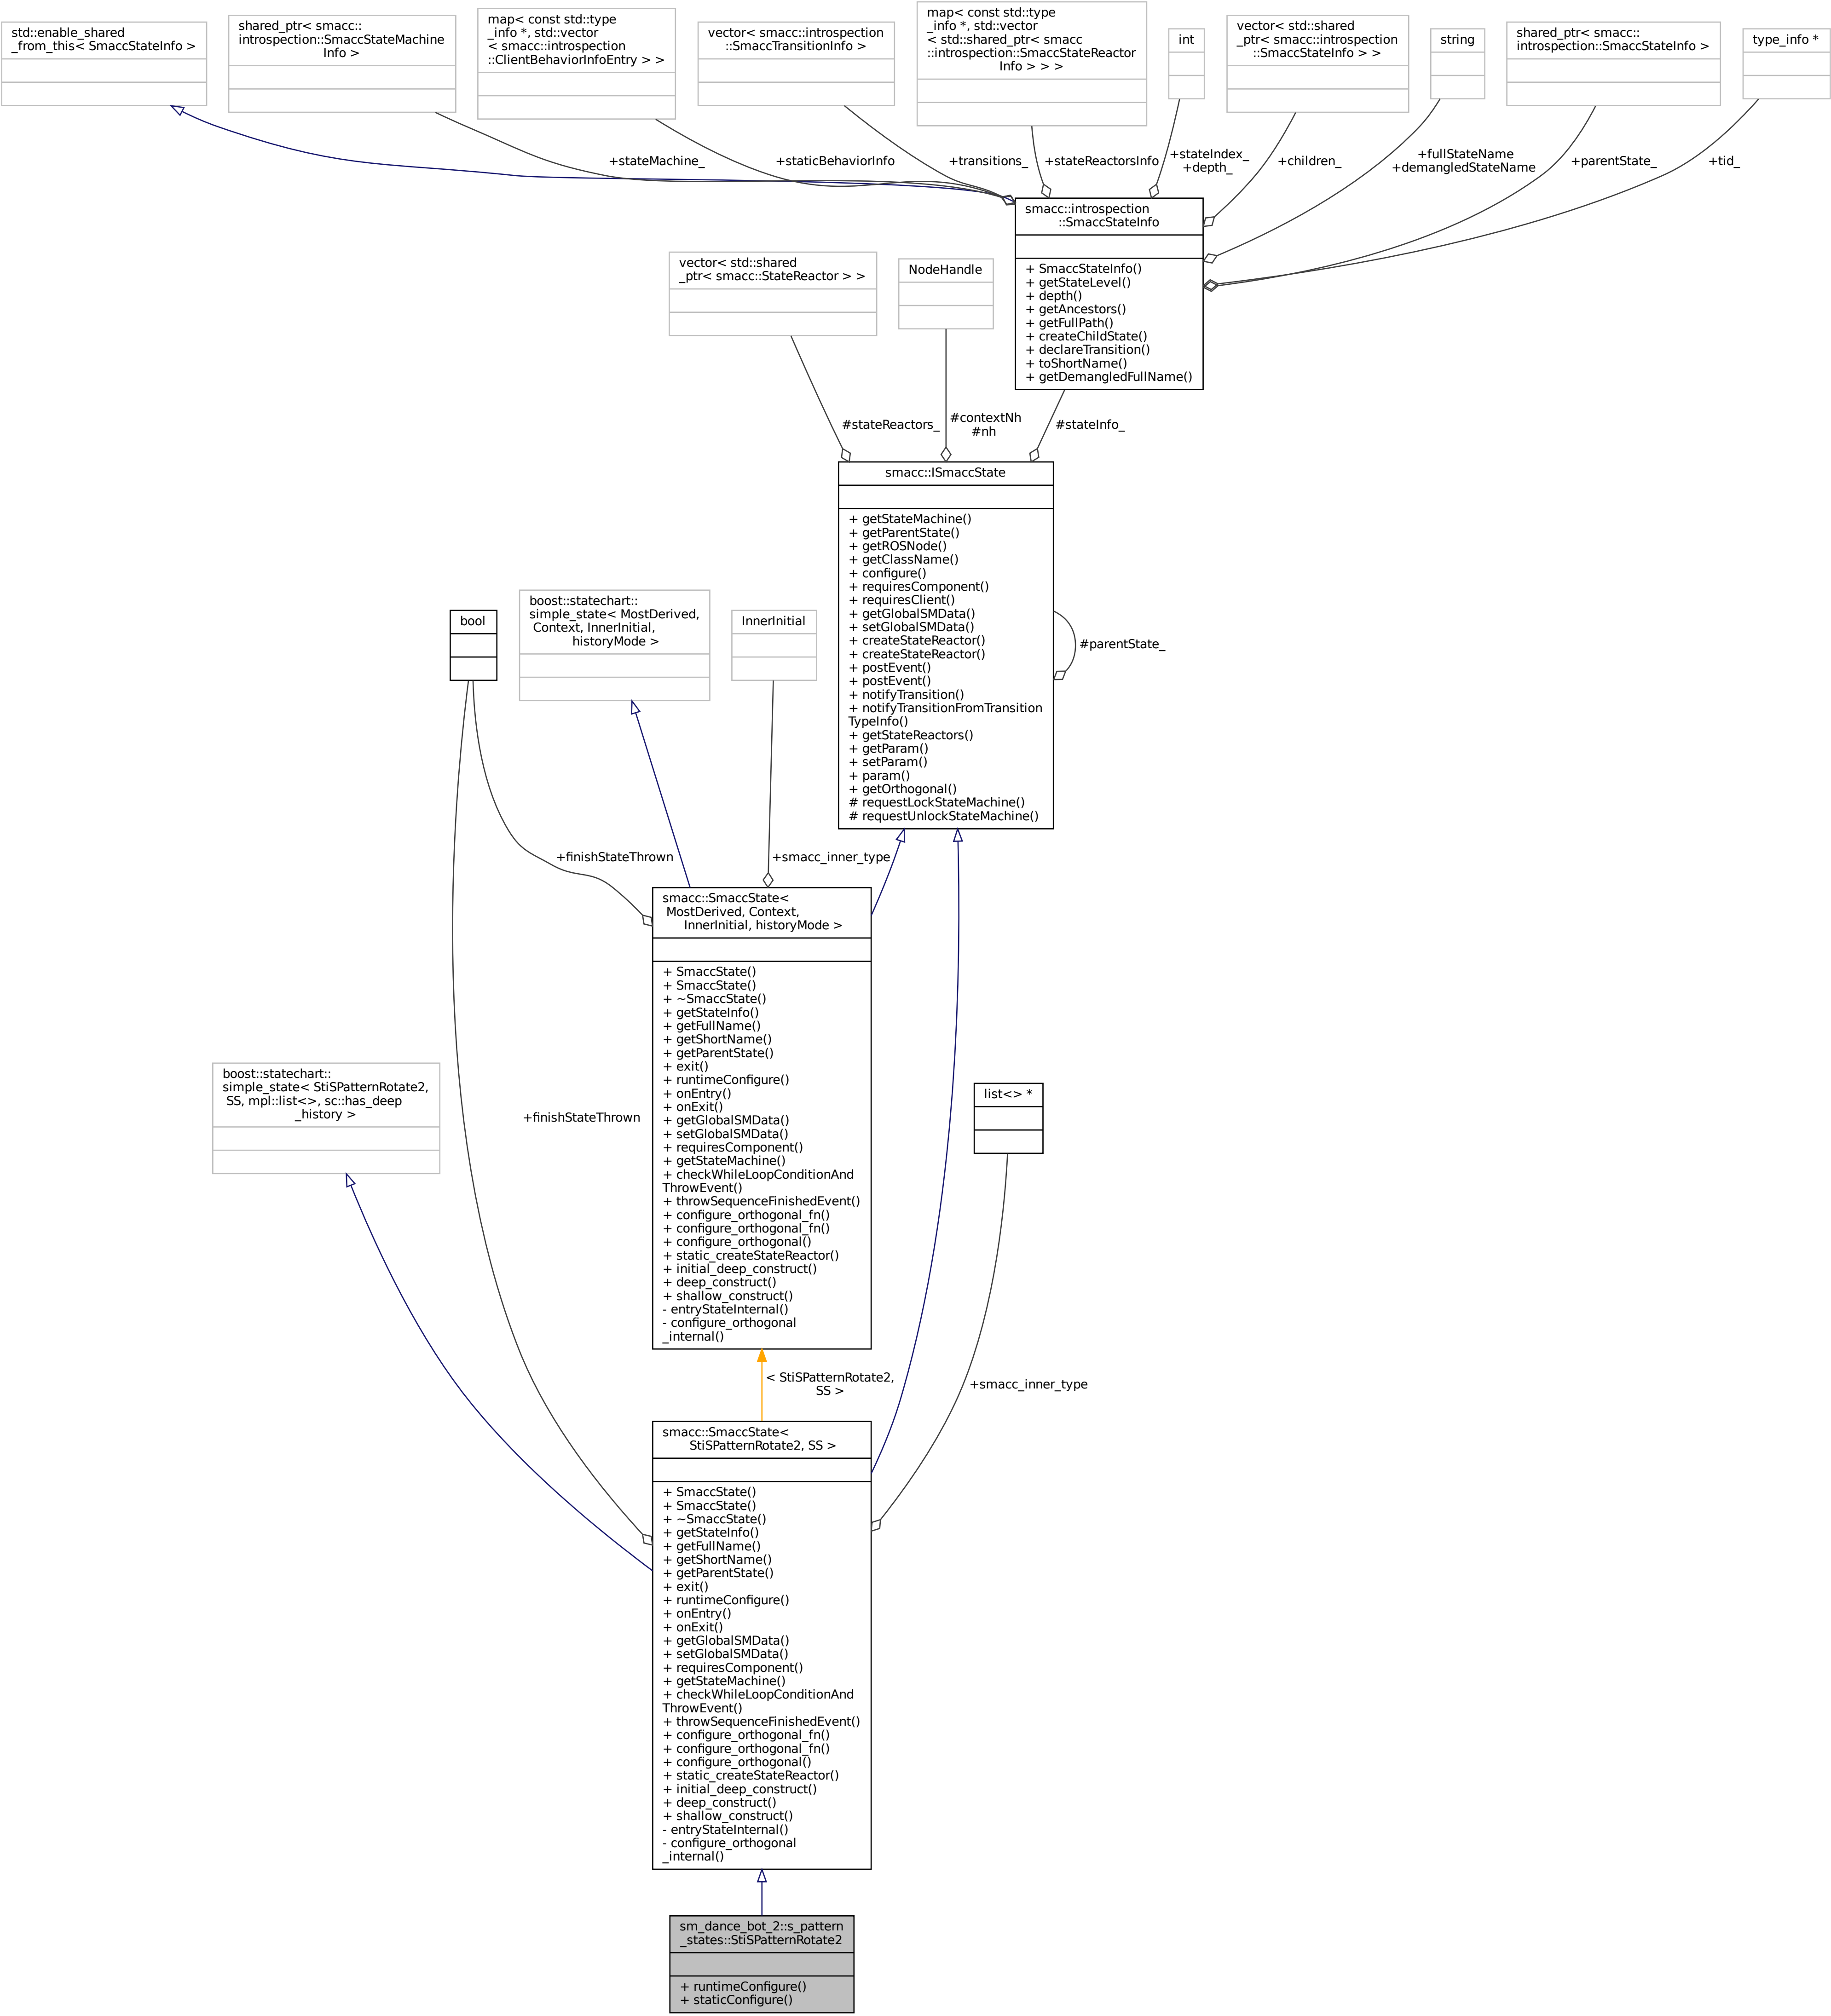 std::enable_shared
_from_this< SmaccStateInfo >
shared_ptr< smacc::
introspection::SmaccStateMachine
Info >
map< const std::type
_info *, std::vector
< smacc::introspection
::ClientBehaviorInfoEntry > >
vector< smacc::introspection
::SmaccTransitionInfo >
map< const std::type
_info *, std::vector
< std::shared_ptr< smacc
::introspection::SmaccStateReactor
Info > > >
int
vector< std::shared
_ptr< smacc::introspection
::SmaccStateInfo > >
string
shared_ptr< smacc::
introspection::SmaccStateInfo >
type_info *
+stateMachine_
+staticBehaviorInfo
+transitions_
+stateReactorsInfo
+stateIndex_
+depth_
+children_
+fullStateName
+demangledStateName
+parentState_
+tid_
smacc::introspection
::SmaccStateInfo
+ SmaccStateInfo()
+ getStateLevel()
+ depth()
+ getAncestors()
+ getFullPath()
+ createChildState()
+ declareTransition()
+ toShortName()
+ getDemangledFullName()
vector< std::shared
_ptr< smacc::StateReactor > >
NodeHandle
#stateReactors_
#contextNh
#nh
#stateInfo_
smacc::ISmaccState
+ getStateMachine()
+ getParentState()
+ getROSNode()
+ getClassName()
+ configure()
+ requiresComponent()
+ requiresClient()
+ getGlobalSMData()
+ setGlobalSMData()
+ createStateReactor()
+ createStateReactor()
+ postEvent()
+ postEvent()
+ notifyTransition()
+ notifyTransitionFromTransition
TypeInfo()
+ getStateReactors()
+ getParam()
+ setParam()
+ param()
+ getOrthogonal()
# requestLockStateMachine()
# requestUnlockStateMachine()
#parentState_
bool
boost::statechart::
simple_state< MostDerived,
Context, InnerInitial,
historyMode >
InnerInitial
+finishStateThrown
+smacc_inner_type
smacc::SmaccState<
MostDerived, Context,
InnerInitial, historyMode >
+ SmaccState()
+ SmaccState()
+ ~SmaccState()
+ getStateInfo()
+ getFullName()
+ getShortName()
+ getParentState()
+ exit()
+ runtimeConfigure()
+ onEntry()
+ onExit()
+ getGlobalSMData()
+ setGlobalSMData()
+ requiresComponent()
+ getStateMachine()
+ checkWhileLoopConditionAnd
ThrowEvent()
+ throwSequenceFinishedEvent()
+ configure_orthogonal_fn()
+ configure_orthogonal_fn()
+ configure_orthogonal()
+ static_createStateReactor()
+ initial_deep_construct()
+ deep_construct()
+ shallow_construct()
- entryStateInternal()
- configure_orthogonal
_internal()
boost::statechart::
simple_state< StiSPatternRotate2,
SS, mpl::list<>, sc::has_deep
_history >
+finishStateThrown
list<> *
< StiSPatternRotate2,
SS >
+smacc_inner_type
smacc::SmaccState<
StiSPatternRotate2, SS >
+ SmaccState()
+ SmaccState()
+ ~SmaccState()
+ getStateInfo()
+ getFullName()
+ getShortName()
+ getParentState()
+ exit()
+ runtimeConfigure()
+ onEntry()
+ onExit()
+ getGlobalSMData()
+ setGlobalSMData()
+ requiresComponent()
+ getStateMachine()
+ checkWhileLoopConditionAnd
ThrowEvent()
+ throwSequenceFinishedEvent()
+ configure_orthogonal_fn()
+ configure_orthogonal_fn()
+ configure_orthogonal()
+ static_createStateReactor()
+ initial_deep_construct()
+ deep_construct()
+ shallow_construct()
- entryStateInternal()
- configure_orthogonal
_internal()
sm_dance_bot_2::s_pattern
_states::StiSPatternRotate2
+ runtimeConfigure()
+ staticConfigure()